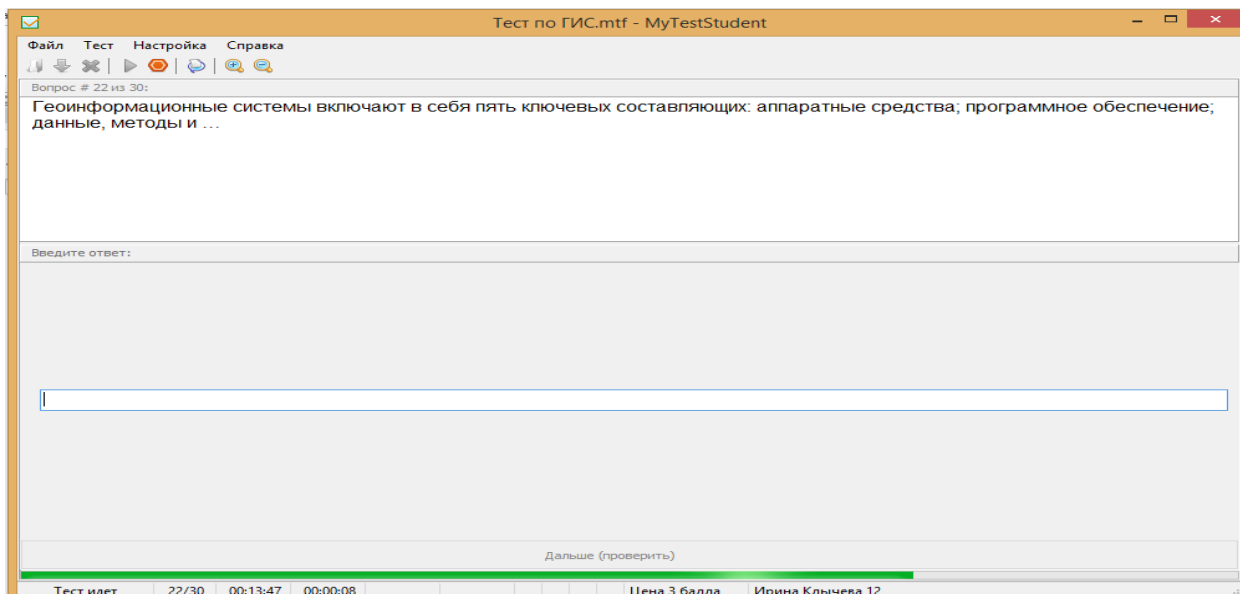 Тест по ГИС.mtf - MyTestStudent
Файл Тест Настройка Справка
Вопрос # 22 из 30:
Геоинформационные системы включают в себя пять ключевых составляющих: аппаратные средства; программное обеспечение;
данные, методы и ...
Введите ответ:
Дальше (проверить)
Тест идет 22/30 00:13:47 00:00:08 Цена 3 балла Ирина Клычева 12